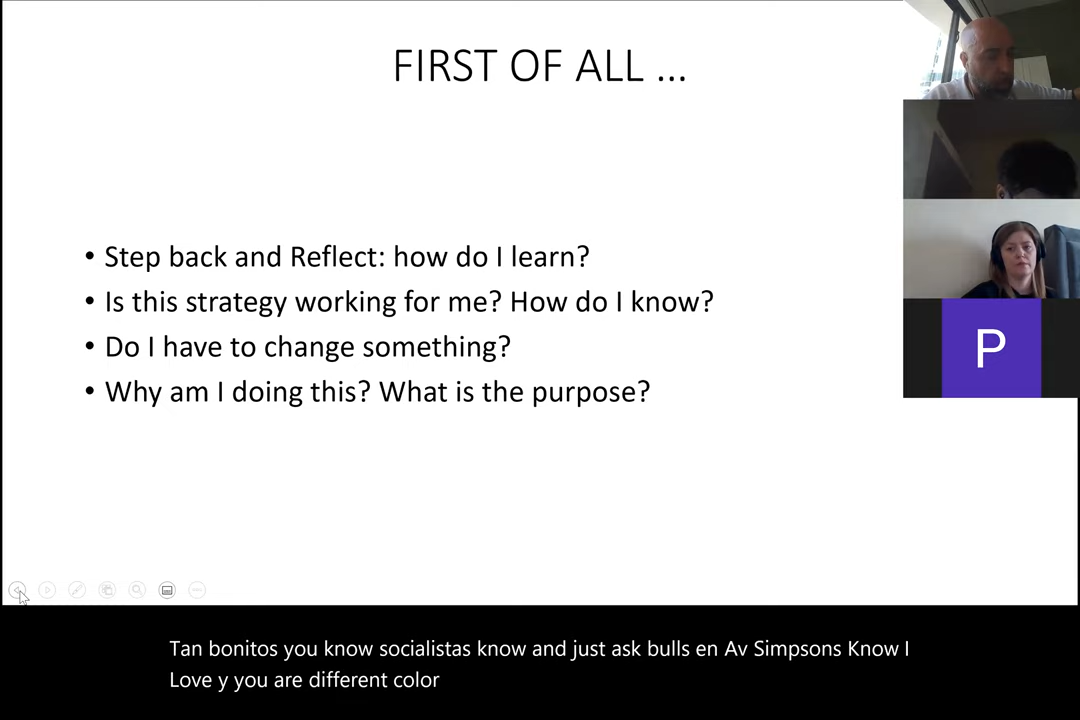 FIRST OF ALL ...
• Step back and Reflect: how do I learn?
• Is this strategy working for me? How do I know?
• Do I have to change something?
• Why am I doing this? What is the purpose?
P
Tan bonitos you know socialistas know and just ask bulls en Av Simpsons Know I
Love y you are different color